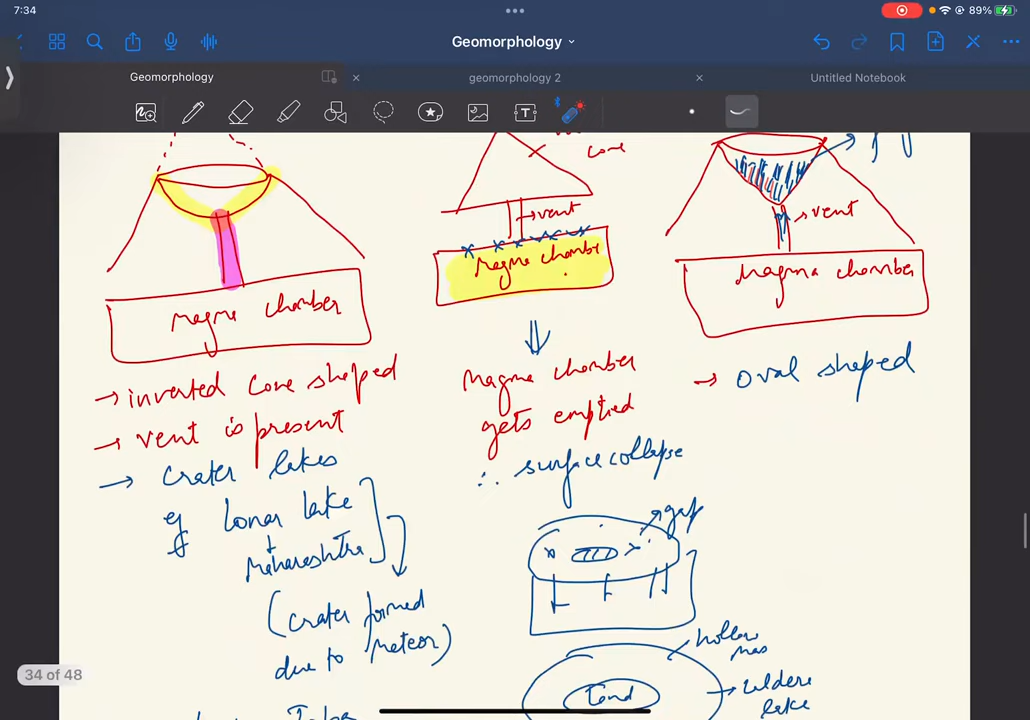 7:34
89%
Geomorphology
Geomorphology
geomorphology 2
Untitled Notebook
cone
vent
Magma chamber
Magma chamber
vent
Magma chamber
→ inverted cone shaped
→ vent is present
→ crater lakes
eg Lonar lake
Maharashtra
(crater formed
due to meteor)
Magma chamber
gets emptied
∴ surface collapse
gap
hollow
land
lake
→ oval shaped
34 of 48